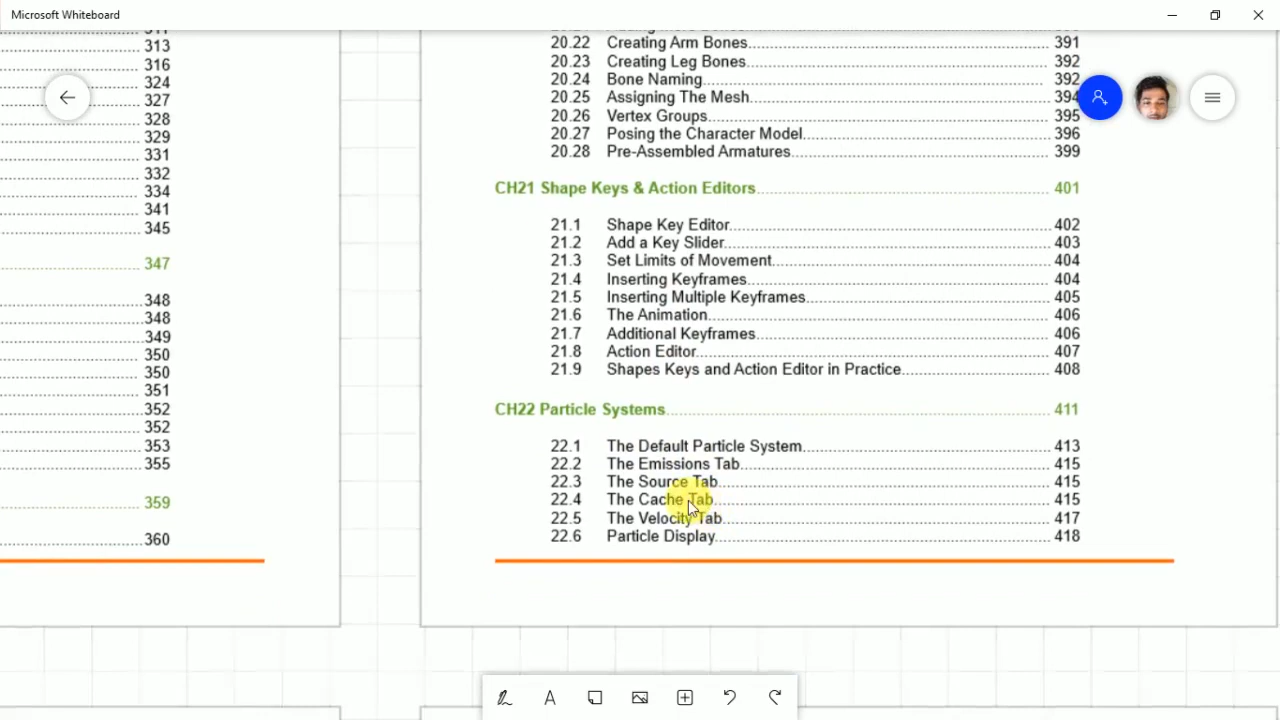 Microsoft Whiteboard
313
316
324
327
328
329
331
332
334
341
345
347
348
348
349
350
350
351
352
352
353
355
359
360
20.22 Creating Arm Bones 391
20.23 Creating Leg Bones 392
20.24 Bone Naming 392
20.25 Assigning The Mesh 394
20.26 Vertex Groups 395
20.27 Posing the Character Model 396
20.28 Pre-Assembled Armatures 399
CH21 Shape Keys & Action Editors 401
21.1 Shape Key Editor 402
21.2 Add a Key Slider 403
21.3 Set Limits of Movement 404
21.4 Inserting Keyframes 404
21.5 Inserting Multiple Keyframes 405
21.6 The Animation 406
21.7 Additional Keyframes 406
21.8 Action Editor 407
21.9 Shapes Keys and Action Editor in Practice 408
CH22 Particle Systems 411
22.1 The Default Particle System 413
22.2 The Emissions Tab 415
22.3 The Source Tab 415
22.4 The Cache Tab 415
22.5 The Velocity Tab 417
22.6 Particle Display 418